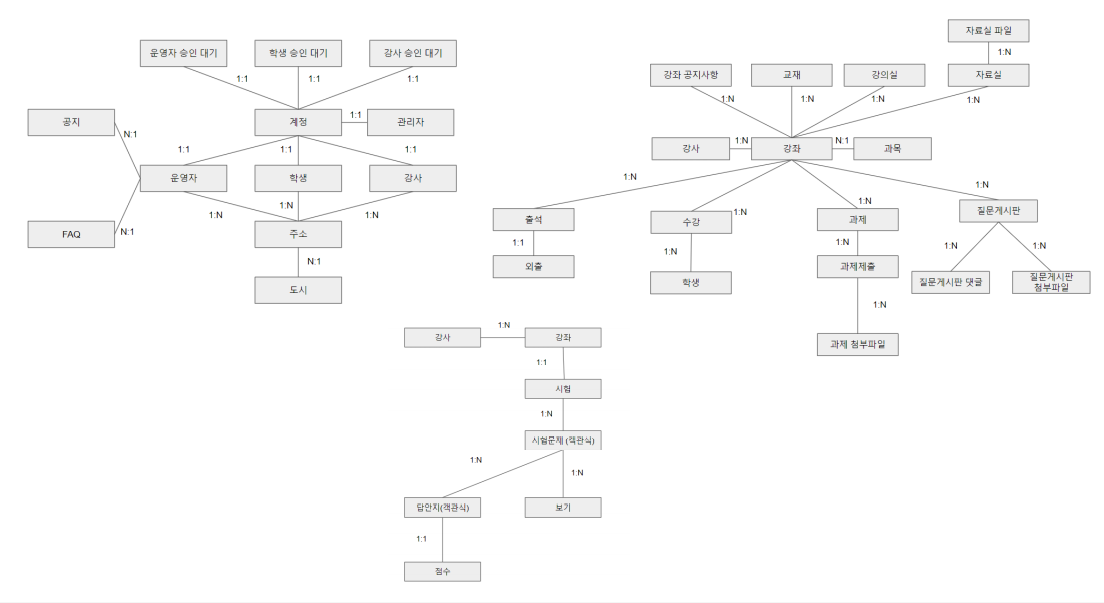 운영자 승인 대기
학생 승인 대기
강사 승인 대기
1:1
1:1
1:1
공지
계정
1:1
관리자
N:1
1:1
1:1
1:1
운영자
학생
강사
1:N
1:N
1:N
FAQ
N:1
주소
N:1
도시
자료실 파일
1:N
강좌 공지사항
교재
강의실
자료실
1:N
1:N
1:N
1:N
강사
1:N
강좌
N:1
과목
1:N
1:N
1:N
1:N
출석
수강
과제
질문게시판
1:1
1:N
1:N
1:N
1:N
외출
학생
과제제출
질문게시판 댓글
질문게시판
첨부파일
1:N
과제 첨부파일
강사
1:N
강좌
1:1
시험
1:N
시험문제 (객관식)
1:N
1:N
답안지(객관식)
보기
1:1
점수